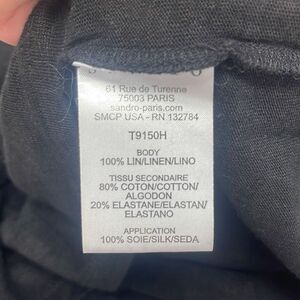 61 Rue de Turenne
75003 PARIS
sandro-paris.com
SMCP USA - RN 132784
T9150H
BODY
100% LIN/LINEN/LINO
TISSU SECONDAIRE
80% COTON/COTTON/
ALGODON
20% ELASTANE/ELASTAN/
ELASTANO
APPLICATION
100% SOIE/SILK/SEDA